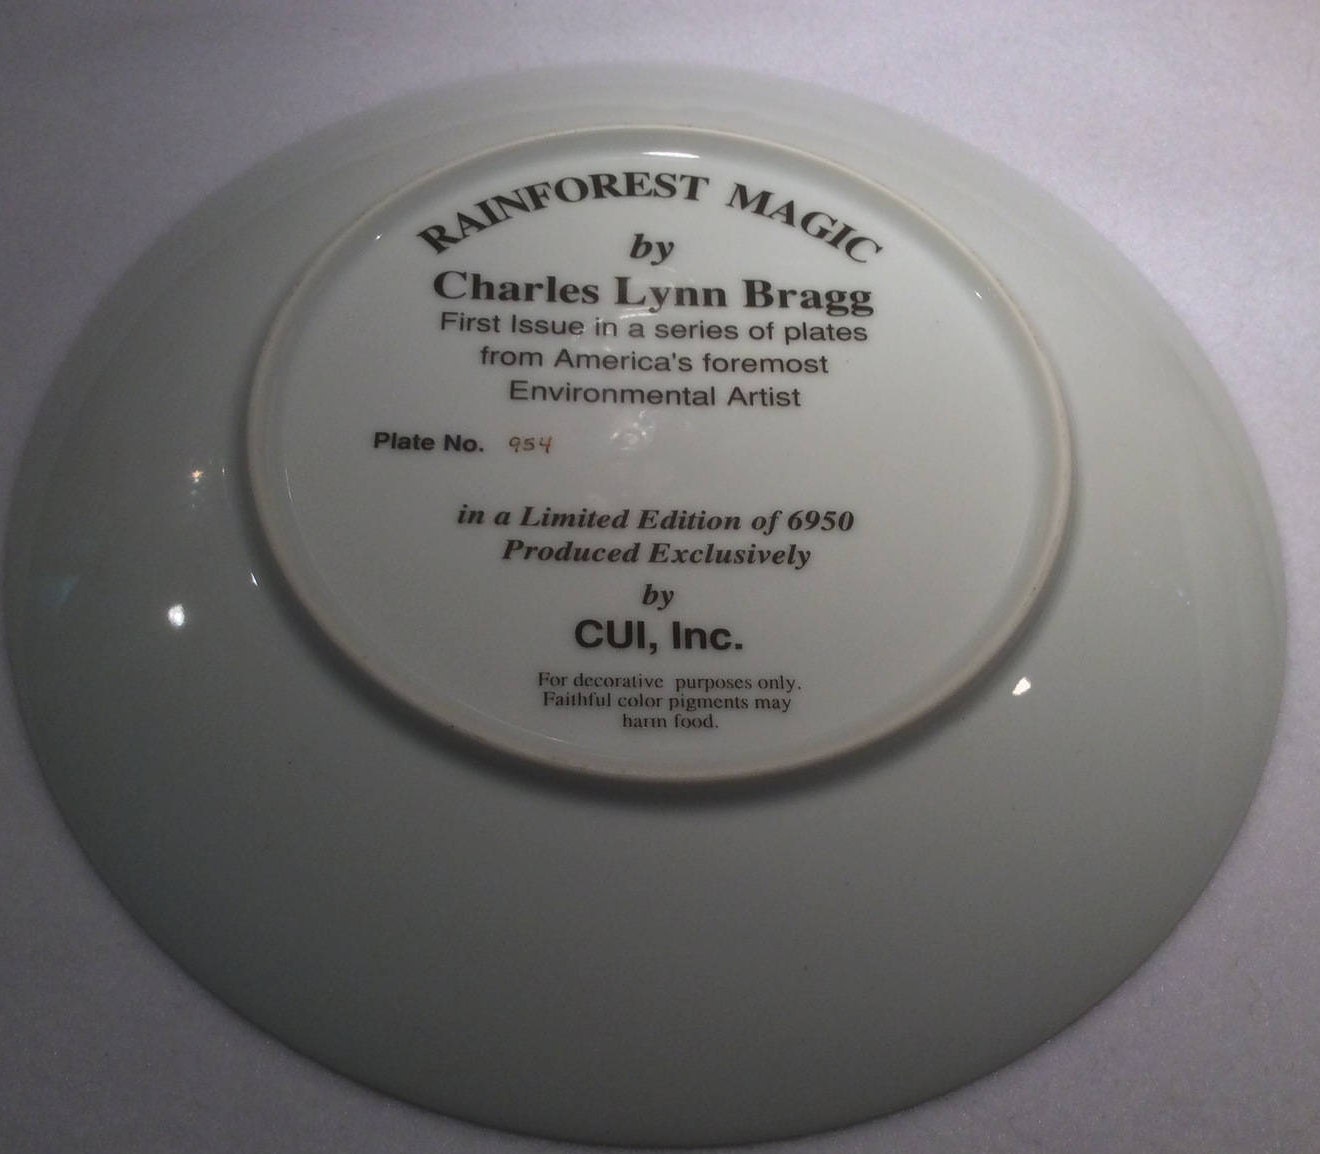 RAINFOREST MAGIC
by
Charles Lynn Bragg
First Issue in a series of plates
from America's foremost
Environmental Artist
Plate No. 954
in a Limited Edition of 6950
Produced Exclusively
by
CUI, Inc.
For decorative purposes only.
Faithful color pigments may
harm food.